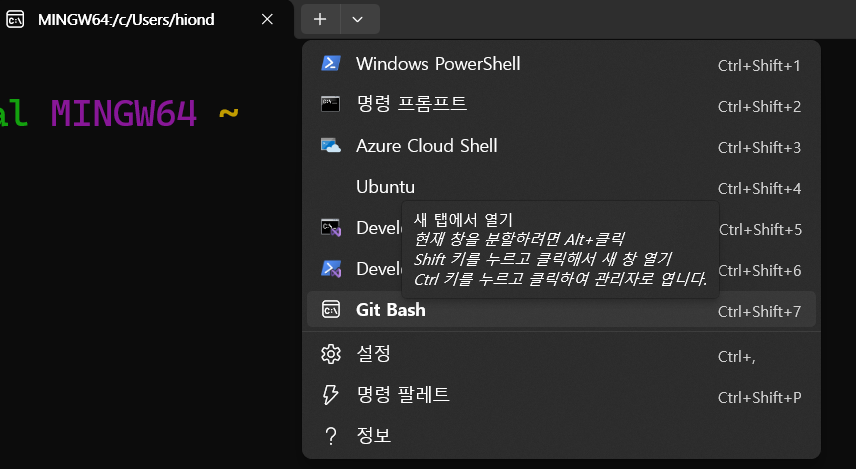 MINGW64:/c/Users/hiond
al MINGW64 ~
Windows PowerShell Ctrl+Shift+1
명령 프롬프트 Ctrl+Shift+2
Azure Cloud Shell Ctrl+Shift+3
Ubuntu Ctrl+Shift+4
새 탭에서 열기
Devel Ctrl+Shift+5
현재 창을 분할하려면 Alt+클릭
Shift 키를 누르고 클릭해서 새 창 열기
Devel Ctrl+Shift+6
Ctrl 키를 누르고 클릭하여 관리자로 엽니다.
Git Bash Ctrl+Shift+7
설정 Ctrl+,
명령 팔레트 Ctrl+Shift+P
정보